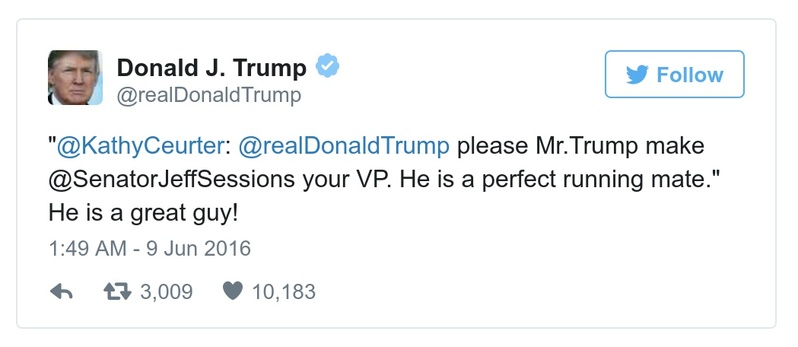 Donald J. Trump
@realDonaldTrump
Follow
"@KathyCeurter: @realDonaldTrump please Mr.Trump make
@SenatorJeffSessions your VP. He is a perfect running mate."
He is a great guy!
1:49 AM - 9 Jun 2016
3,009 10,183